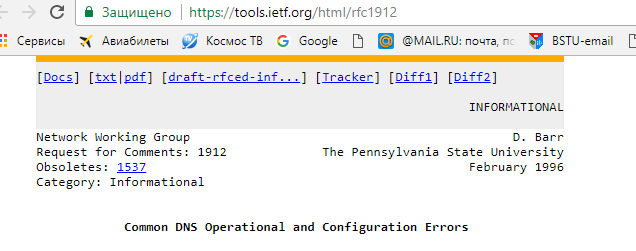 Защищено https://tools.ietf.org/html/rfc1912
Сервисы Авиабилеты Космос ТВ Google @MAIL.RU: почта, по BSTU-email
[Docs] [txt|pdf] [draft-rfced-inf...] [Tracker] [Diff1] [Diff2]
INFORMATIONAL
Network Working Group D. Barr
Request for Comments: 1912 The Pennsylvania State University
Obsoletes: 1537 February 1996
Category: Informational
Common DNS Operational and Configuration Errors